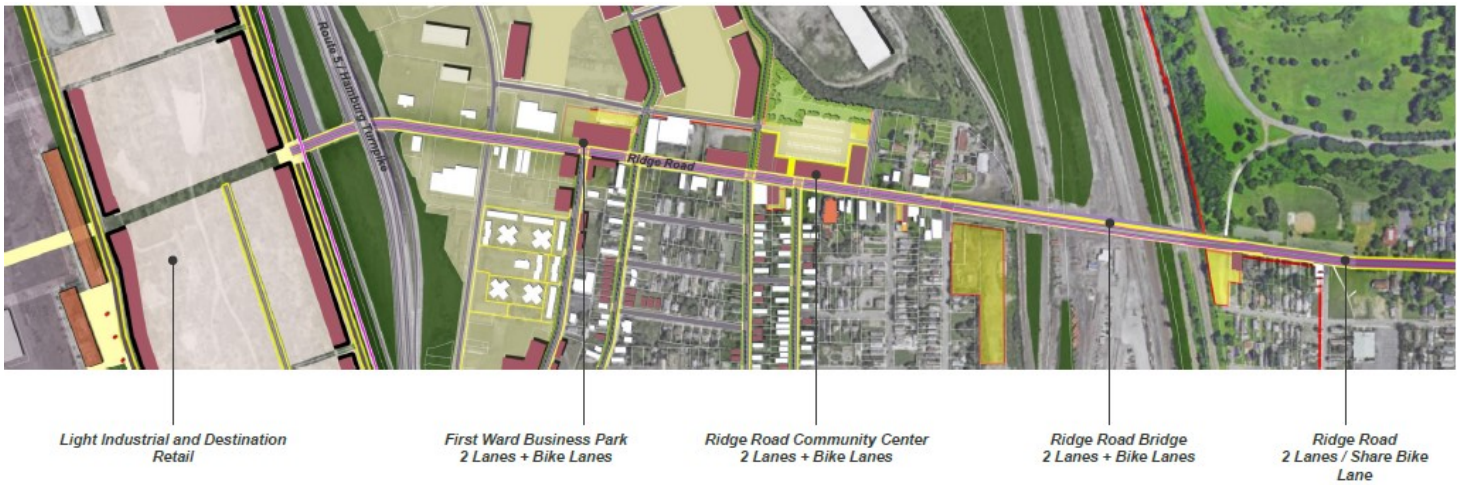 Route 5 / Hamburg Turnpike
Ridge Road
Light Industrial and Destination
Retail
First Ward Business Park
2 Lanes + Bike Lanes
Ridge Road Community Center
2 Lanes + Bike Lanes
Ridge Road Bridge
2 Lanes + Bike Lanes
Ridge Road
2 Lanes / Share Bike
Lane